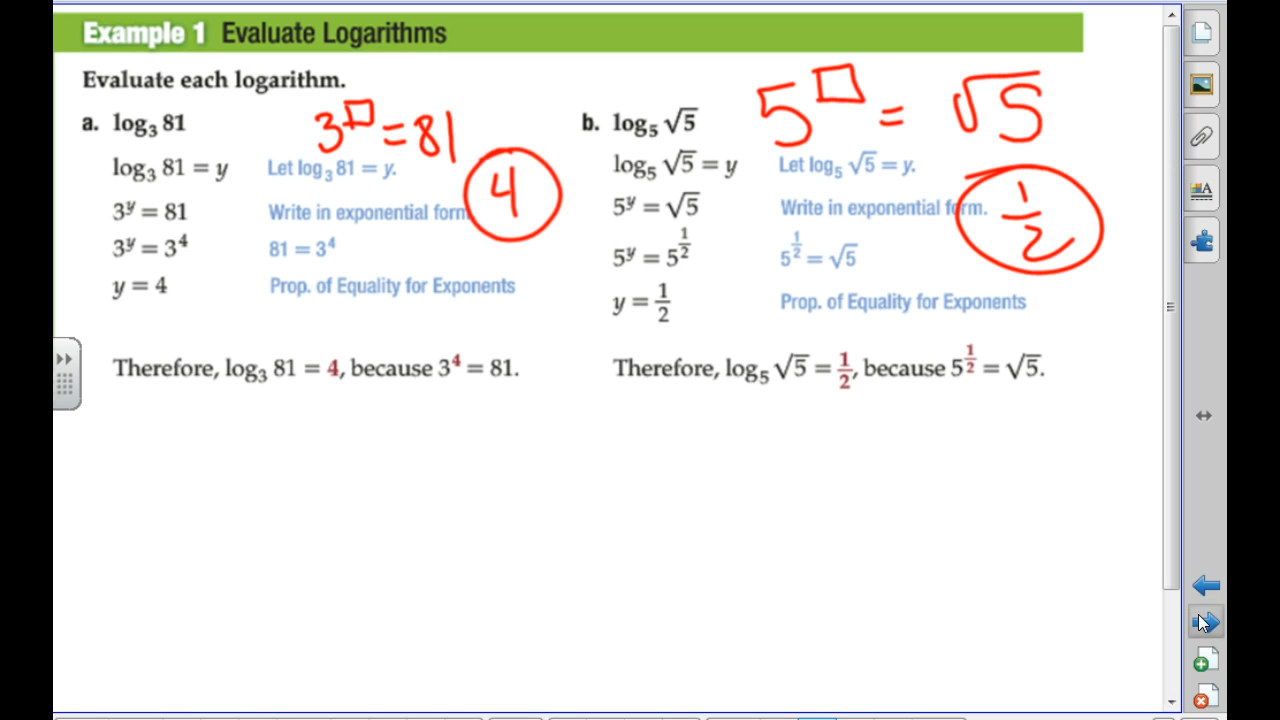 Example 1 Evaluate Logarithms
Evaluate each logarithm.
a. log₃ 81
3^□ = 81
log₃ 81 = y Let log₃ 81 = y.
3^y = 81 Write in exponential form.
4
3^y = 3⁴ 81 = 3⁴
y = 4 Prop. of Equality for Exponents
Therefore, log₃ 81 = 4, because 3⁴ = 81.
b. log₅ √5
5^□ = √5
log₅ √5 = y Let log₅ √5 = y.
5^y = √5 Write in exponential form.
1/2
5^y = 5^(1/2) 5^(1/2) = √5
y = 1/2 Prop. of Equality for Exponents
Therefore, log₅ √5 = 1/2, because 5^(1/2) = √5.